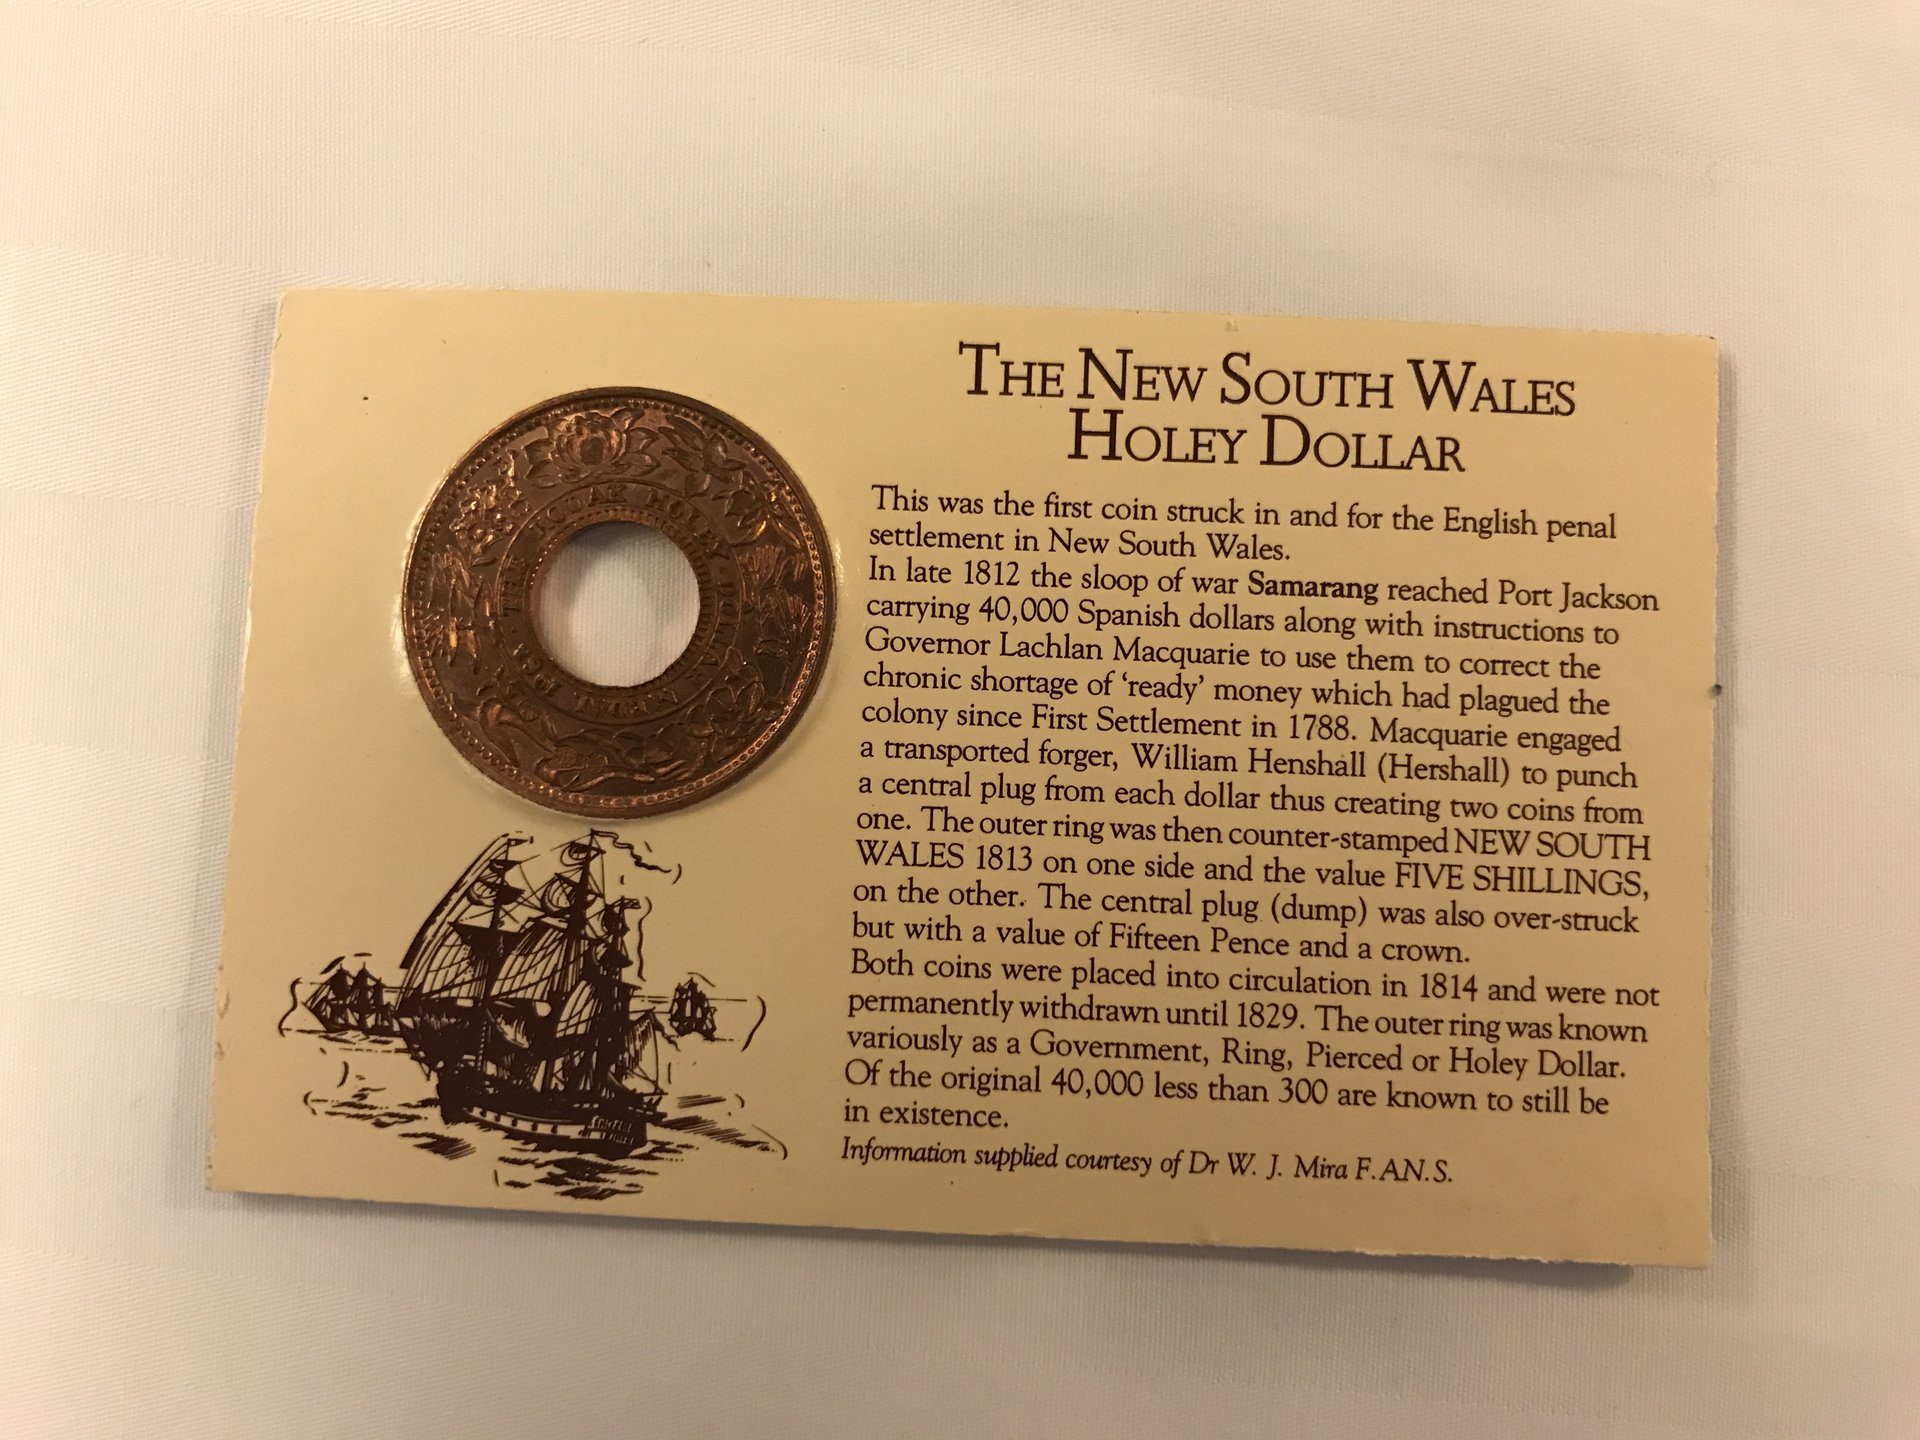 THE NEW SOUTH WALES
HOLEY DOLLAR
This was the first coin struck in and for the English penal
settlement in New South Wales.
In late 1812 the sloop of war Samarang reached Port Jackson
carrying 40,000 Spanish dollars along with instructions to
Governor Lachlan Macquarie to use them to correct the
chronic shortage of ‘ready’ money which had plagued the
colony since First Settlement in 1788. Macquarie engaged
a transported forger, William Henshall (Hershall) to punch
a central plug from each dollar thus creating two coins from
one. The outer ring was then counter-stamped NEW SOUTH
WALES 1813 on one side and the value FIVE SHILLINGS,
on the other. The central plug (dump) was also over-struck
but with a value of Fifteen Pence and a crown.
Both coins were placed into circulation in 1814 and were not
permanently withdrawn until 1829. The outer ring was known
variously as a Government, Ring, Pierced or Holey Dollar.
Of the original 40,000 less than 300 are known to still be
in existence.
Information supplied courtesy of Dr W. J. Mira F.AN.S.
THE HOLEY DOLLAR